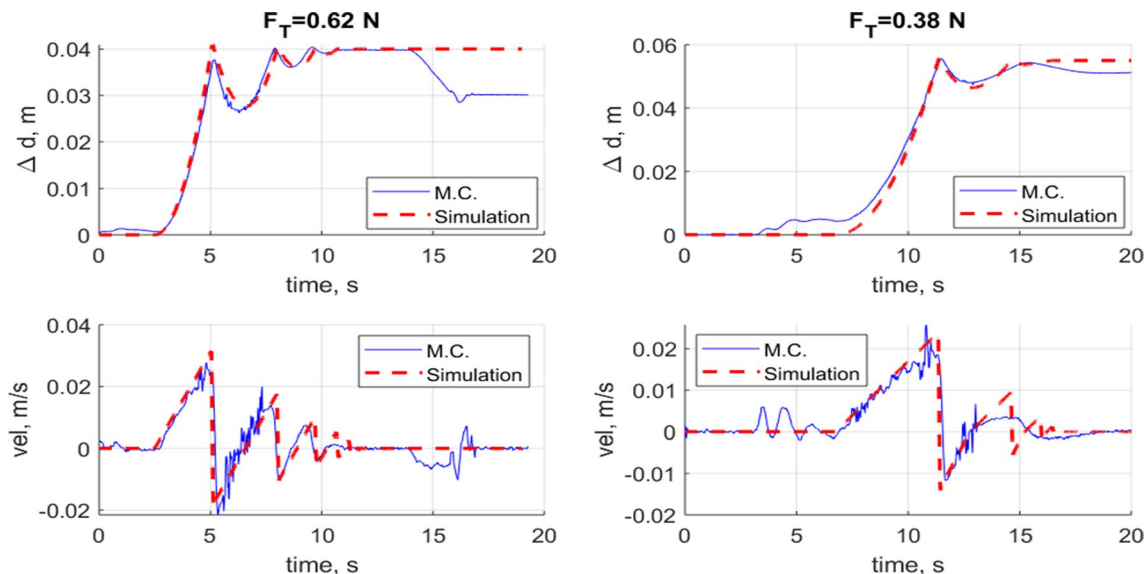 F_T=0.62 N
0.04
0.03
0.02
0.01
0
Δ d, m
M.C.
Simulation
0 5 10 15 20
time, s
F_T=0.38 N
0.06
0.04
0.02
0
Δ d, m
M.C.
Simulation
0 5 10 15 20
time, s
0.04
0.02
0
-0.02
vel, m/s
M.C.
Simulation
0 5 10 15 20
time, s
0.02
0.01
0
-0.01
-0.02
vel, m/s
M.C.
Simulation
0 5 10 15 20
time, s